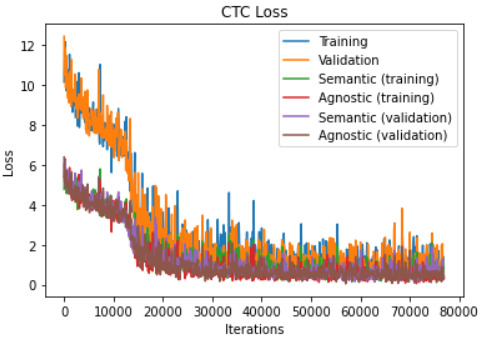 CTC Loss
Training
Validation
Semantic (training)
Agnostic (training)
Semantic (validation)
Agnostic (validation)
Loss
12
10
8
6
4
2
0
0 10000 20000 30000 40000 50000 60000 70000 80000
Iterations